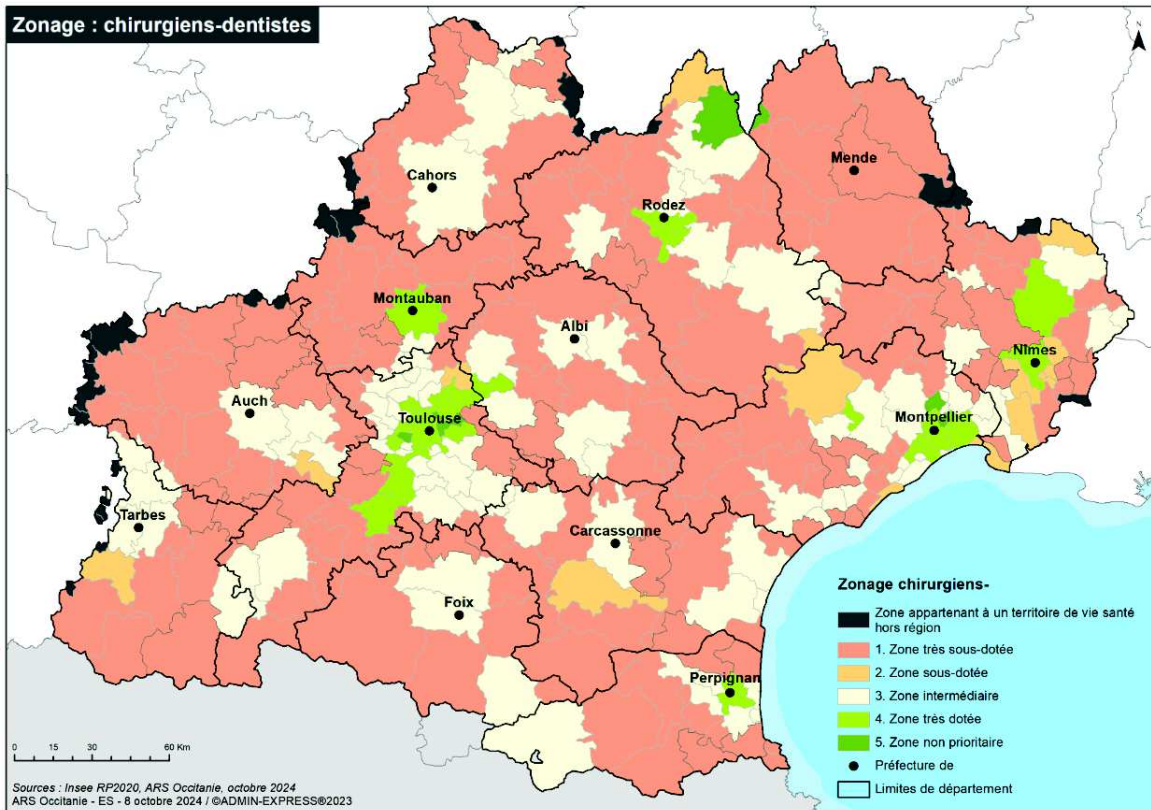 Zonage : chirurgiens-dentistes
N
Mende
Cahors
Rodez
Montauban
Albi
Nîmes
Auch
Toulouse
Montpellier
Tarbes
Carcassonne
Foix
Perpignan
Zonage chirurgiens-
Zone appartenant à un territoire de vie santé
hors région
1. Zone très sous-dotée
2. Zone sous-dotée
3. Zone intermédiaire
4. Zone très dotée
5. Zone non prioritaire
Préfecture de
Limites de département
0 15 30 60 Km
Sources : Insee RP2020, ARS Occitanie, octobre 2024
ARS Occitanie - ES - 8 octobre 2024 / ©ADMIN-EXPRESS®2023